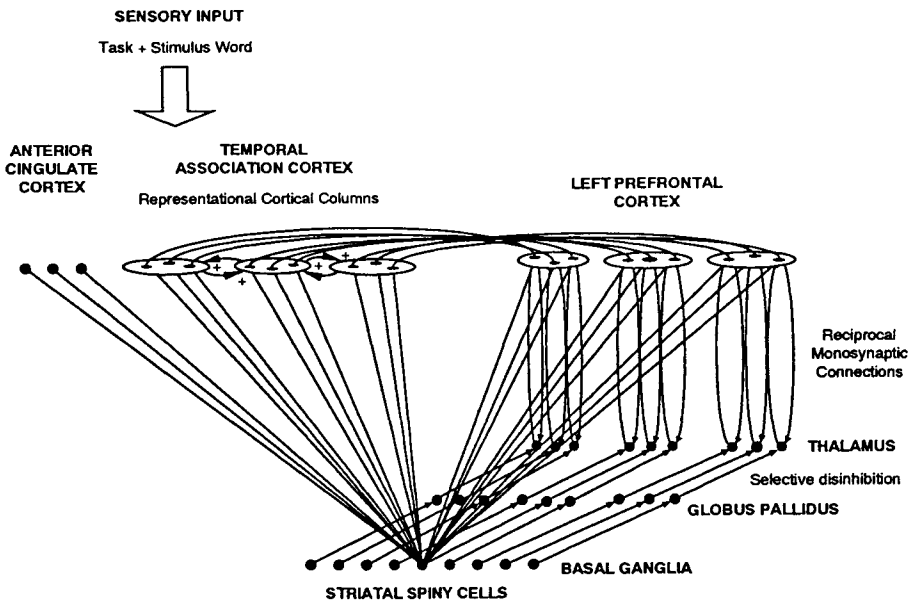 SENSORY INPUT
Task + Stimulus Word
ANTERIOR
CINGULATE
CORTEX
TEMPORAL
ASSOCIATION CORTEX
Representational Cortical Columns
LEFT PREFRONTAL
CORTEX
+
+
+
+
Reciprocal
Monosynaptic
Connections
THALAMUS
Selective disinhibition
GLOBUS PALLIDUS
BASAL GANGLIA
STRIATAL SPINY CELLS